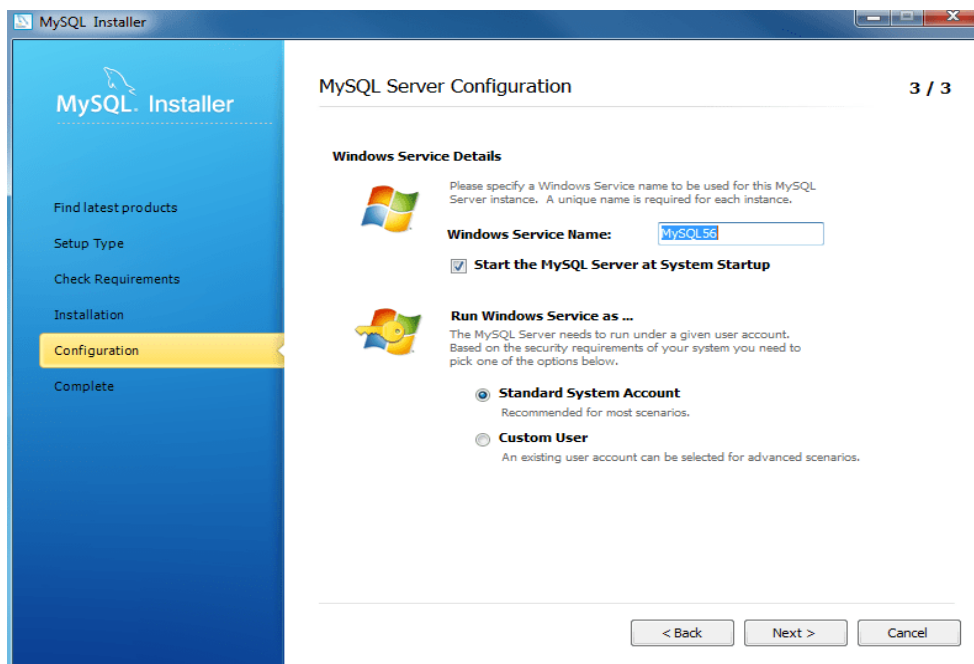 MySQL Installer
MySQL. Installer
Find latest products
Setup Type
Check Requirements
Installation
Configuration
Complete
MySQL Server Configuration
3 / 3
Windows Service Details
Please specify a Windows Service name to be used for this MySQL
Server instance. A unique name is required for each instance.
Windows Service Name: MySQL56
Start the MySQL Server at System Startup
Run Windows Service as ...
The MySQL Server needs to run under a given user account.
Based on the security requirements of your system you need to
pick one of the options below.
Standard System Account
Recommended for most scenarios.
Custom User
An existing user account can be selected for advanced scenarios.
< Back
Next >
Cancel